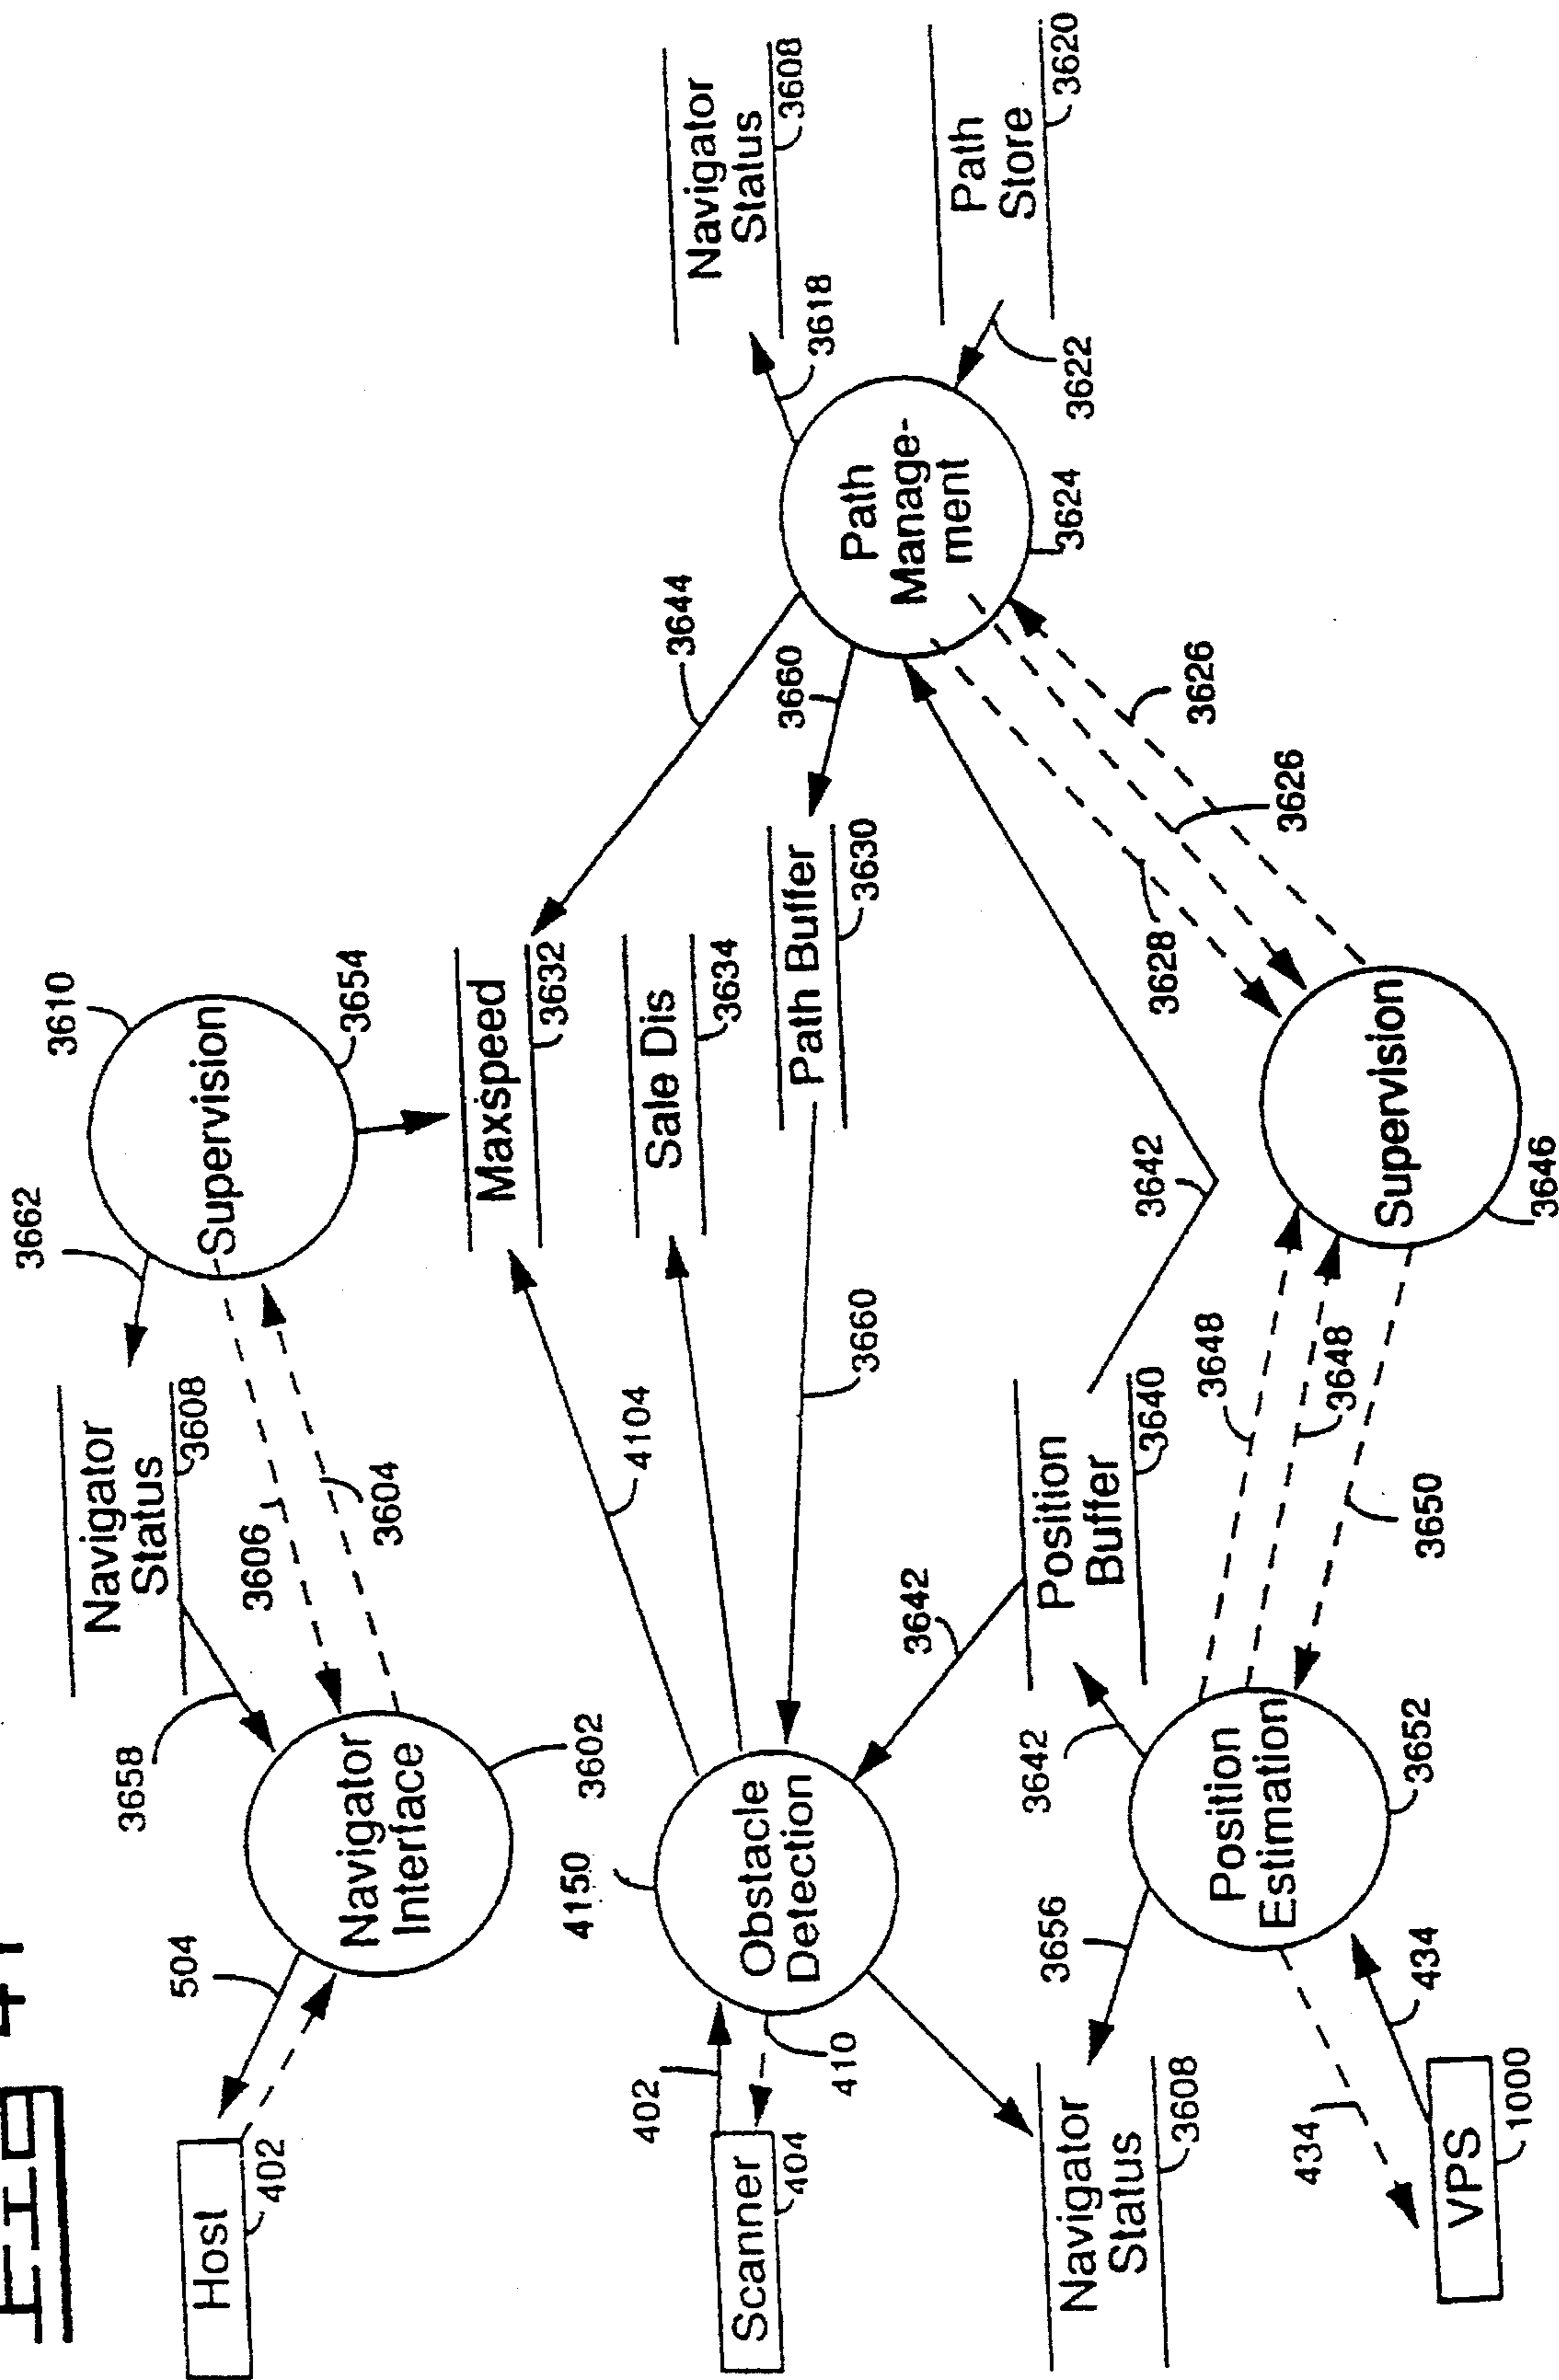 Host
402
504
Navigator
Interface
3602
3658
Navigator
Status
3608
3606
3604
3662
Supervision
3610
3654
Maxspeed
3632
Sale Dis
3634
Path Buffer
3630
3644
3660
3660
4104
Scanner
404
402
410
4150
Obstacle
Detection
3642
Position
Buffer
3640
3642
3642
Path
Manage-
ment
3624
3618
Navigator
Status
3608
Path
Store
3620
3622
3628
3626
3626
Supervision
3646
3648
3648
3650
Position
Estimation
3652
3656
Navigator
Status
3608
434
434
VPS
1000